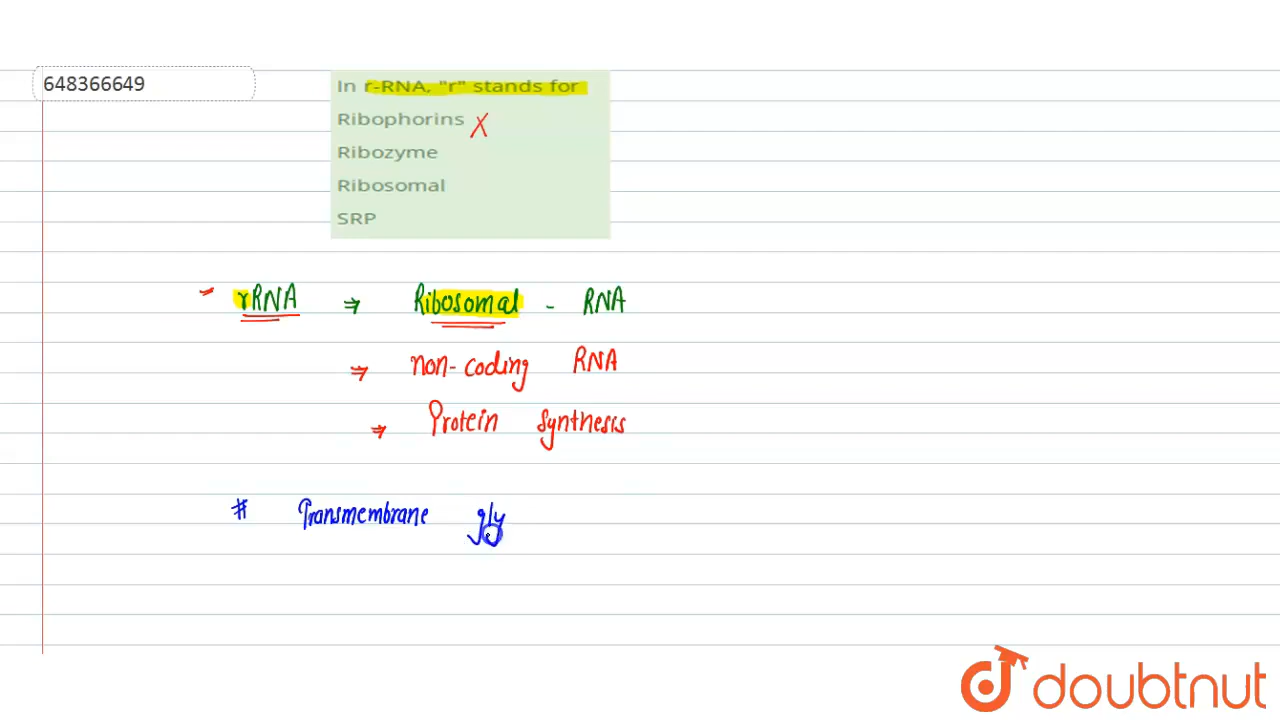 648366649
In r-RNA, "r" stands for
Ribophorins X
Ribozyme
Ribosomal
SRP
rRNA ⇒ Ribosomal - RNA
⇒ non-coding RNA
⇒ Protein synthesis
# Transmembrane gly
doubtnut